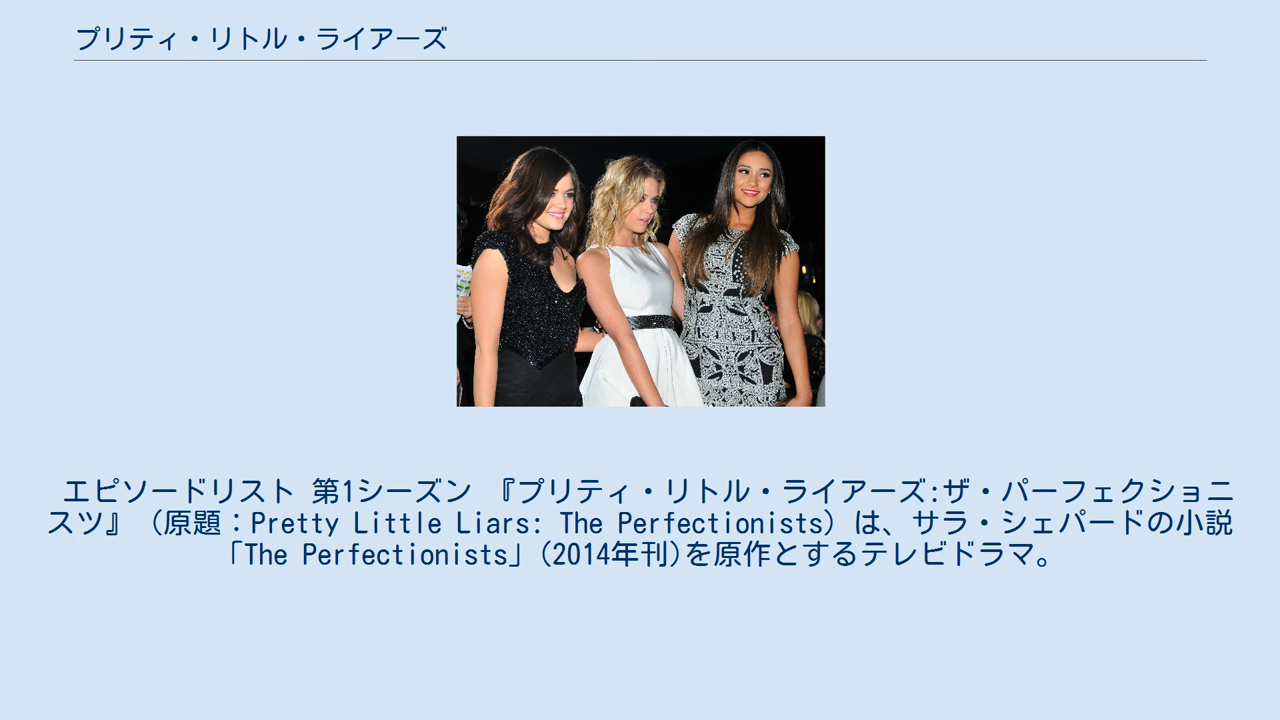 プリティ・リトル・ライアーズ
エピソードリスト 第1シーズン 『プリティ・リトル・ライアーズ:ザ・パーフェクショニ
スツ』（原題：Pretty Little Liars: The Perfectionists）は、サラ・シェパードの小説
「The Perfectionists」(2014年刊)を原作とするテレビドラマ。